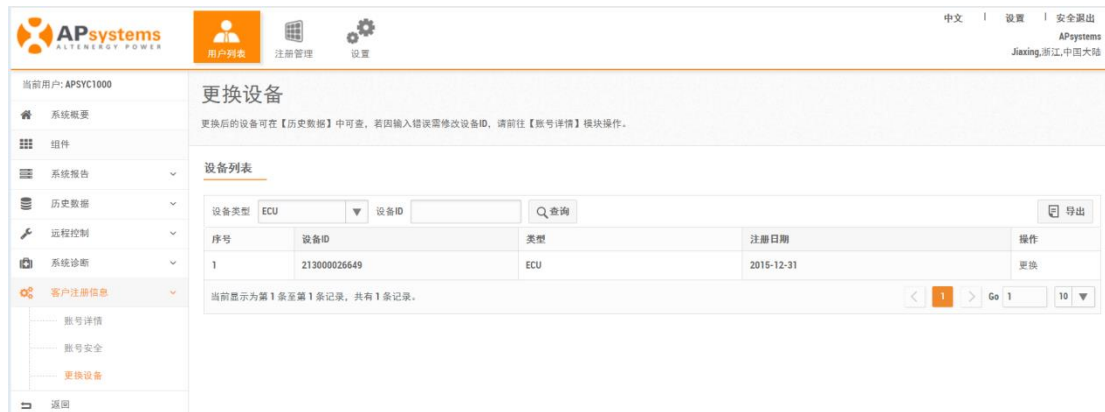 APsystems
ALTENERGY POWER
用户列表
注册管理
设置
中文 | 设置 | 安全退出
APsystems
Jiaxing,浙江,中国大陆
当前用户: APSYC1000
系统概要
组件
系统报告
历史数据
远程控制
系统诊断
客户注册信息
账号详情
账号安全
更换设备
返回
更换设备
更换后的设备可在【历史数据】中可查，若因输入错误需修改设备ID，请前往【账号详情】模块操作。
设备列表
设备类型 ECU 设备ID 查询 导出
序号 设备ID 类型 注册日期 操作
1 213000026649 ECU 2015-12-31 更换
当前显示为第 1 条至第 1 条记录，共有 1 条记录。 < 1 > Go 1 10